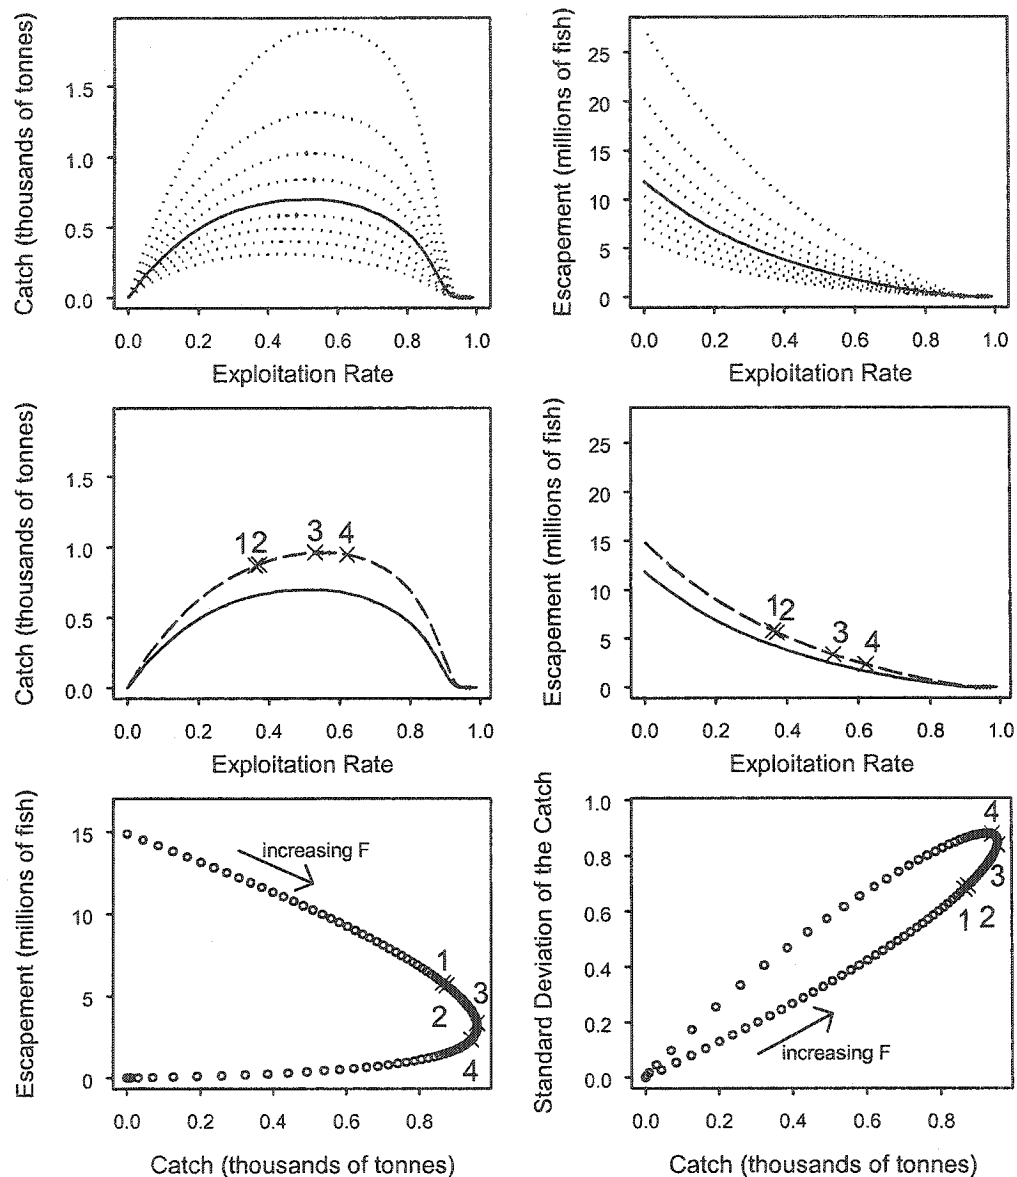 Catch (thousands of tonnes)
1.5
1.0
0.5
0.0
0.0 0.2 0.4 0.6 0.8 1.0
Exploitation Rate
Escapement (millions of fish)
25
20
15
10
5
0
0.0 0.2 0.4 0.6 0.8 1.0
Exploitation Rate
Catch (thousands of tonnes)
1.5
1.0
0.5
0.0
12 3 4
0.0 0.2 0.4 0.6 0.8 1.0
Exploitation Rate
Escapement (millions of fish)
25
20
15
10
5
0
12
3 4
0.0 0.2 0.4 0.6 0.8 1.0
Exploitation Rate
Escapement (millions of fish)
15
10
5
0
increasing F
1
3
2
4
0.0 0.2 0.4 0.6 0.8
Catch (thousands of tonnes)
Standard Deviation of the Catch
1.0
0.8
0.6
0.4
0.2
0.0
4
3
1 2
increasing F
0.0 0.2 0.4 0.6 0.8
Catch (thousands of tonnes)